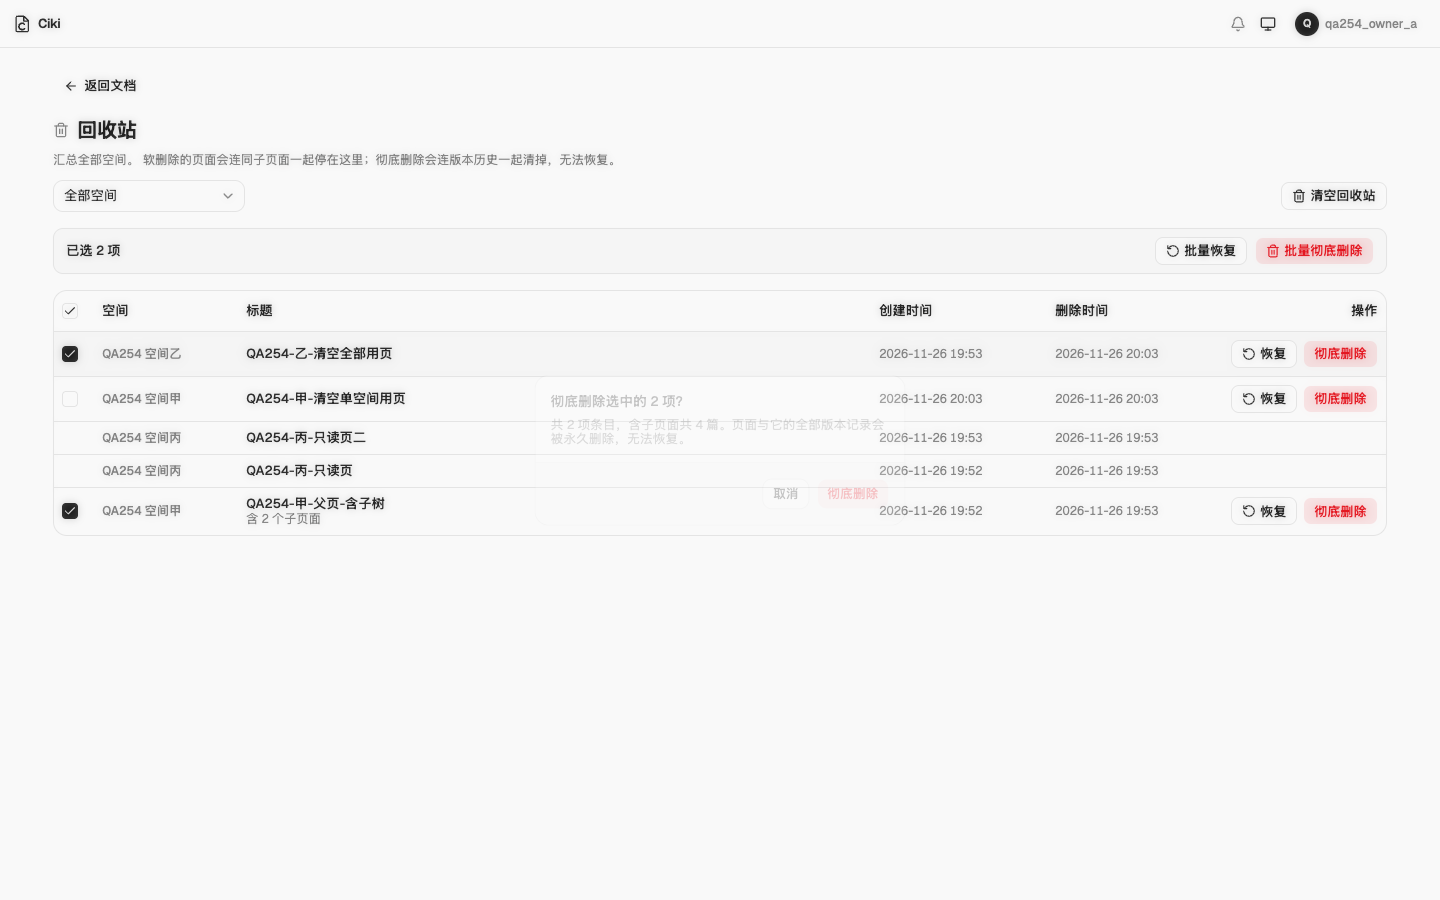 Ciki
Q qa254_owner_a
返回文档
回收站
汇总全部空间。 软删除的页面会连同子页面一起停在这里；彻底删除会连版本历史一起清掉，无法恢复。
全部空间
清空回收站
已选 2 项
批量恢复 批量彻底删除
空间 标题 创建时间 删除时间 操作
QA254 空间乙 QA254-乙-清空全部用页 2026-11-26 19:53 2026-11-26 20:03 恢复 彻底删除
QA254 空间甲 QA254-甲-清空单空间用页 2026-11-26 20:03 2026-11-26 20:03 恢复 彻底删除
QA254 空间丙 QA254-丙-只读页二 2026-11-26 19:53 2026-11-26 19:53
QA254 空间丙 QA254-丙-只读页 2026-11-26 19:52 2026-11-26 19:53
QA254 空间甲 QA254-甲-父页-含子树 2026-11-26 19:52 2026-11-26 19:53 恢复 彻底删除
含 2 个子页面
彻底删除选中的 2 项？
共 2 项条目，含子页面共 4 篇。页面与它的全部版本记录会
被永久删除，无法恢复。
取消 彻底删除